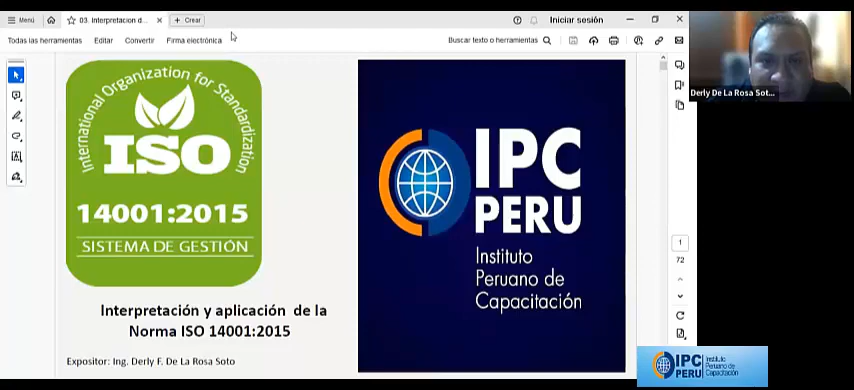 Menú
03. Interpretacion d...
+ Crear
Iniciar sesión
Todas las herramientas
Editar
Convertir
Firma electrónica
Buscar texto o herramientas
International Organization for Standardization
ISO
14001:2015
SISTEMA DE GESTIÓN
Interpretación y aplicación de la
Norma ISO 14001:2015
Expositor: Ing. Derly F. De La Rosa Soto
IPC
PERU
Instituto
Peruano de
Capacitación
1
72
Derly De La Rosa Sot...
IPC
PERU
Instituto
Peruano de
Capacitación